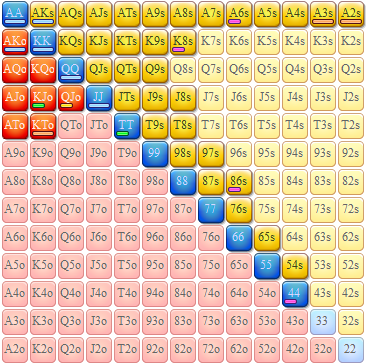 AA AKs AQs AJs ATs A9s A8s A7s A6s A5s A4s A3s A2s
AKo KK KQs KJs KTs K9s K8s K7s K6s K5s K4s K3s K2s
AQo KQo QQ QJs QTs Q9s Q8s Q7s Q6s Q5s Q4s Q3s Q2s
AJo KJo QJo JJ JTs J9s J8s J7s J6s J5s J4s J3s J2s
ATo KTo QTo JTo TT T9s T8s T7s T6s T5s T4s T3s T2s
A9o K9o Q9o J9o T9o 99 98s 97s 96s 95s 94s 93s 92s
A8o K8o Q8o J8o T8o 98o 88 87s 86s 85s 84s 83s 82s
A7o K7o Q7o J7o T7o 97o 87o 77 76s 75s 74s 73s 72s
A6o K6o Q6o J6o T6o 96o 86o 76o 66 65s 64s 63s 62s
A5o K5o Q5o J5o T5o 95o 85o 75o 65o 55 54s 53s 52s
A4o K4o Q4o J4o T4o 94o 84o 74o 64o 54o 44 43s 42s
A3o K3o Q3o J3o T3o 93o 83o 73o 63o 53o 43o 33 32s
A2o K2o Q2o J2o T2o 92o 82o 72o 62o 52o 42o 32o 22